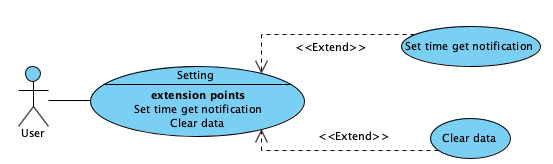 <<Extend>>
Set time get notification
Setting
extension points
Set time get notification
Clear data
User
<<Extend>>
Clear data